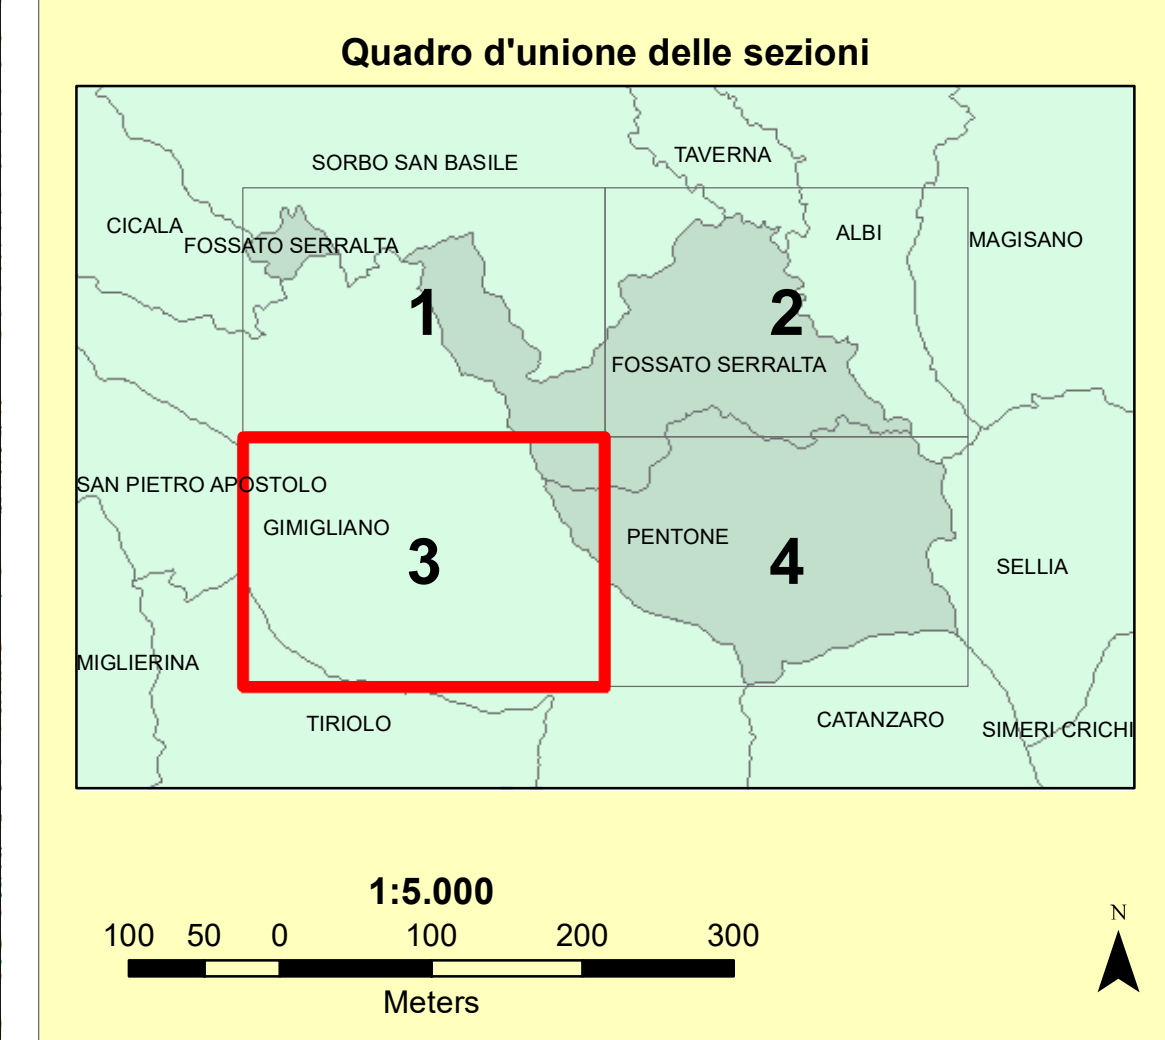 Quadro d'unione delle sezioni
SORBO SAN BASILE
TAVERNA
CICALA
FOSSATO SERRALTA
ALBI
MAGISANO
1
2
FOSSATO SERRALTA
SAN PIETRO APOSTOLO
GIMIGLIANO
3
PENTONE
4
SELLIA
MIGLIERINA
TIRIOLO
CATANZARO
SIMERI CRICHI
1:5.000
100 50 0 100 200 300
Meters
N